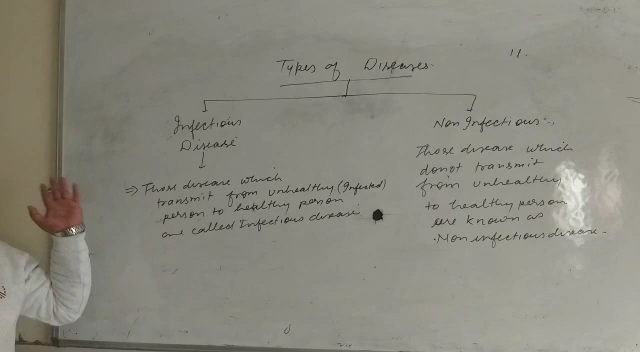 11.
Types of Diseases.
Infectious
Disease
⇒ Those disease which
transmit from unhealthy (Infected)
person to healthy person
are called Infectious disease
Non Infectious
Those disease which
donot transmit
from unhealthy
to healthy person
are known as
Non infectious disease.